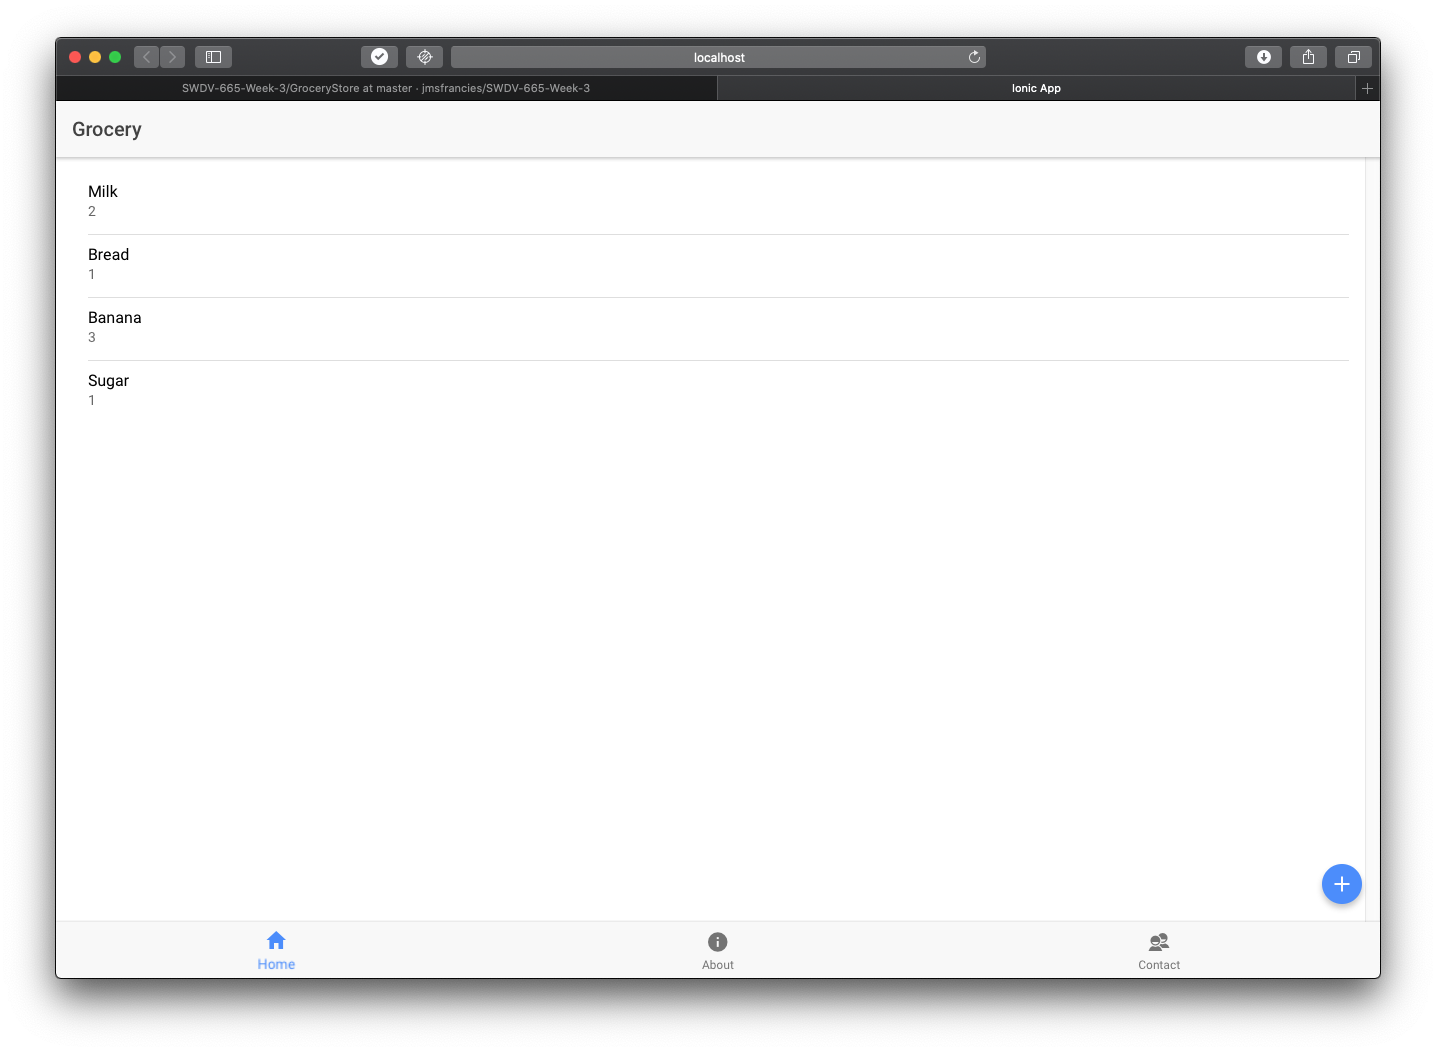 localhost
SWDV-665-Week-3/GroceryStore at master · jmsfrancies/SWDV-665-Week-3
Ionic App
Grocery
Milk
2
Bread
1
Banana
3
Sugar
1
Home
About
Contact